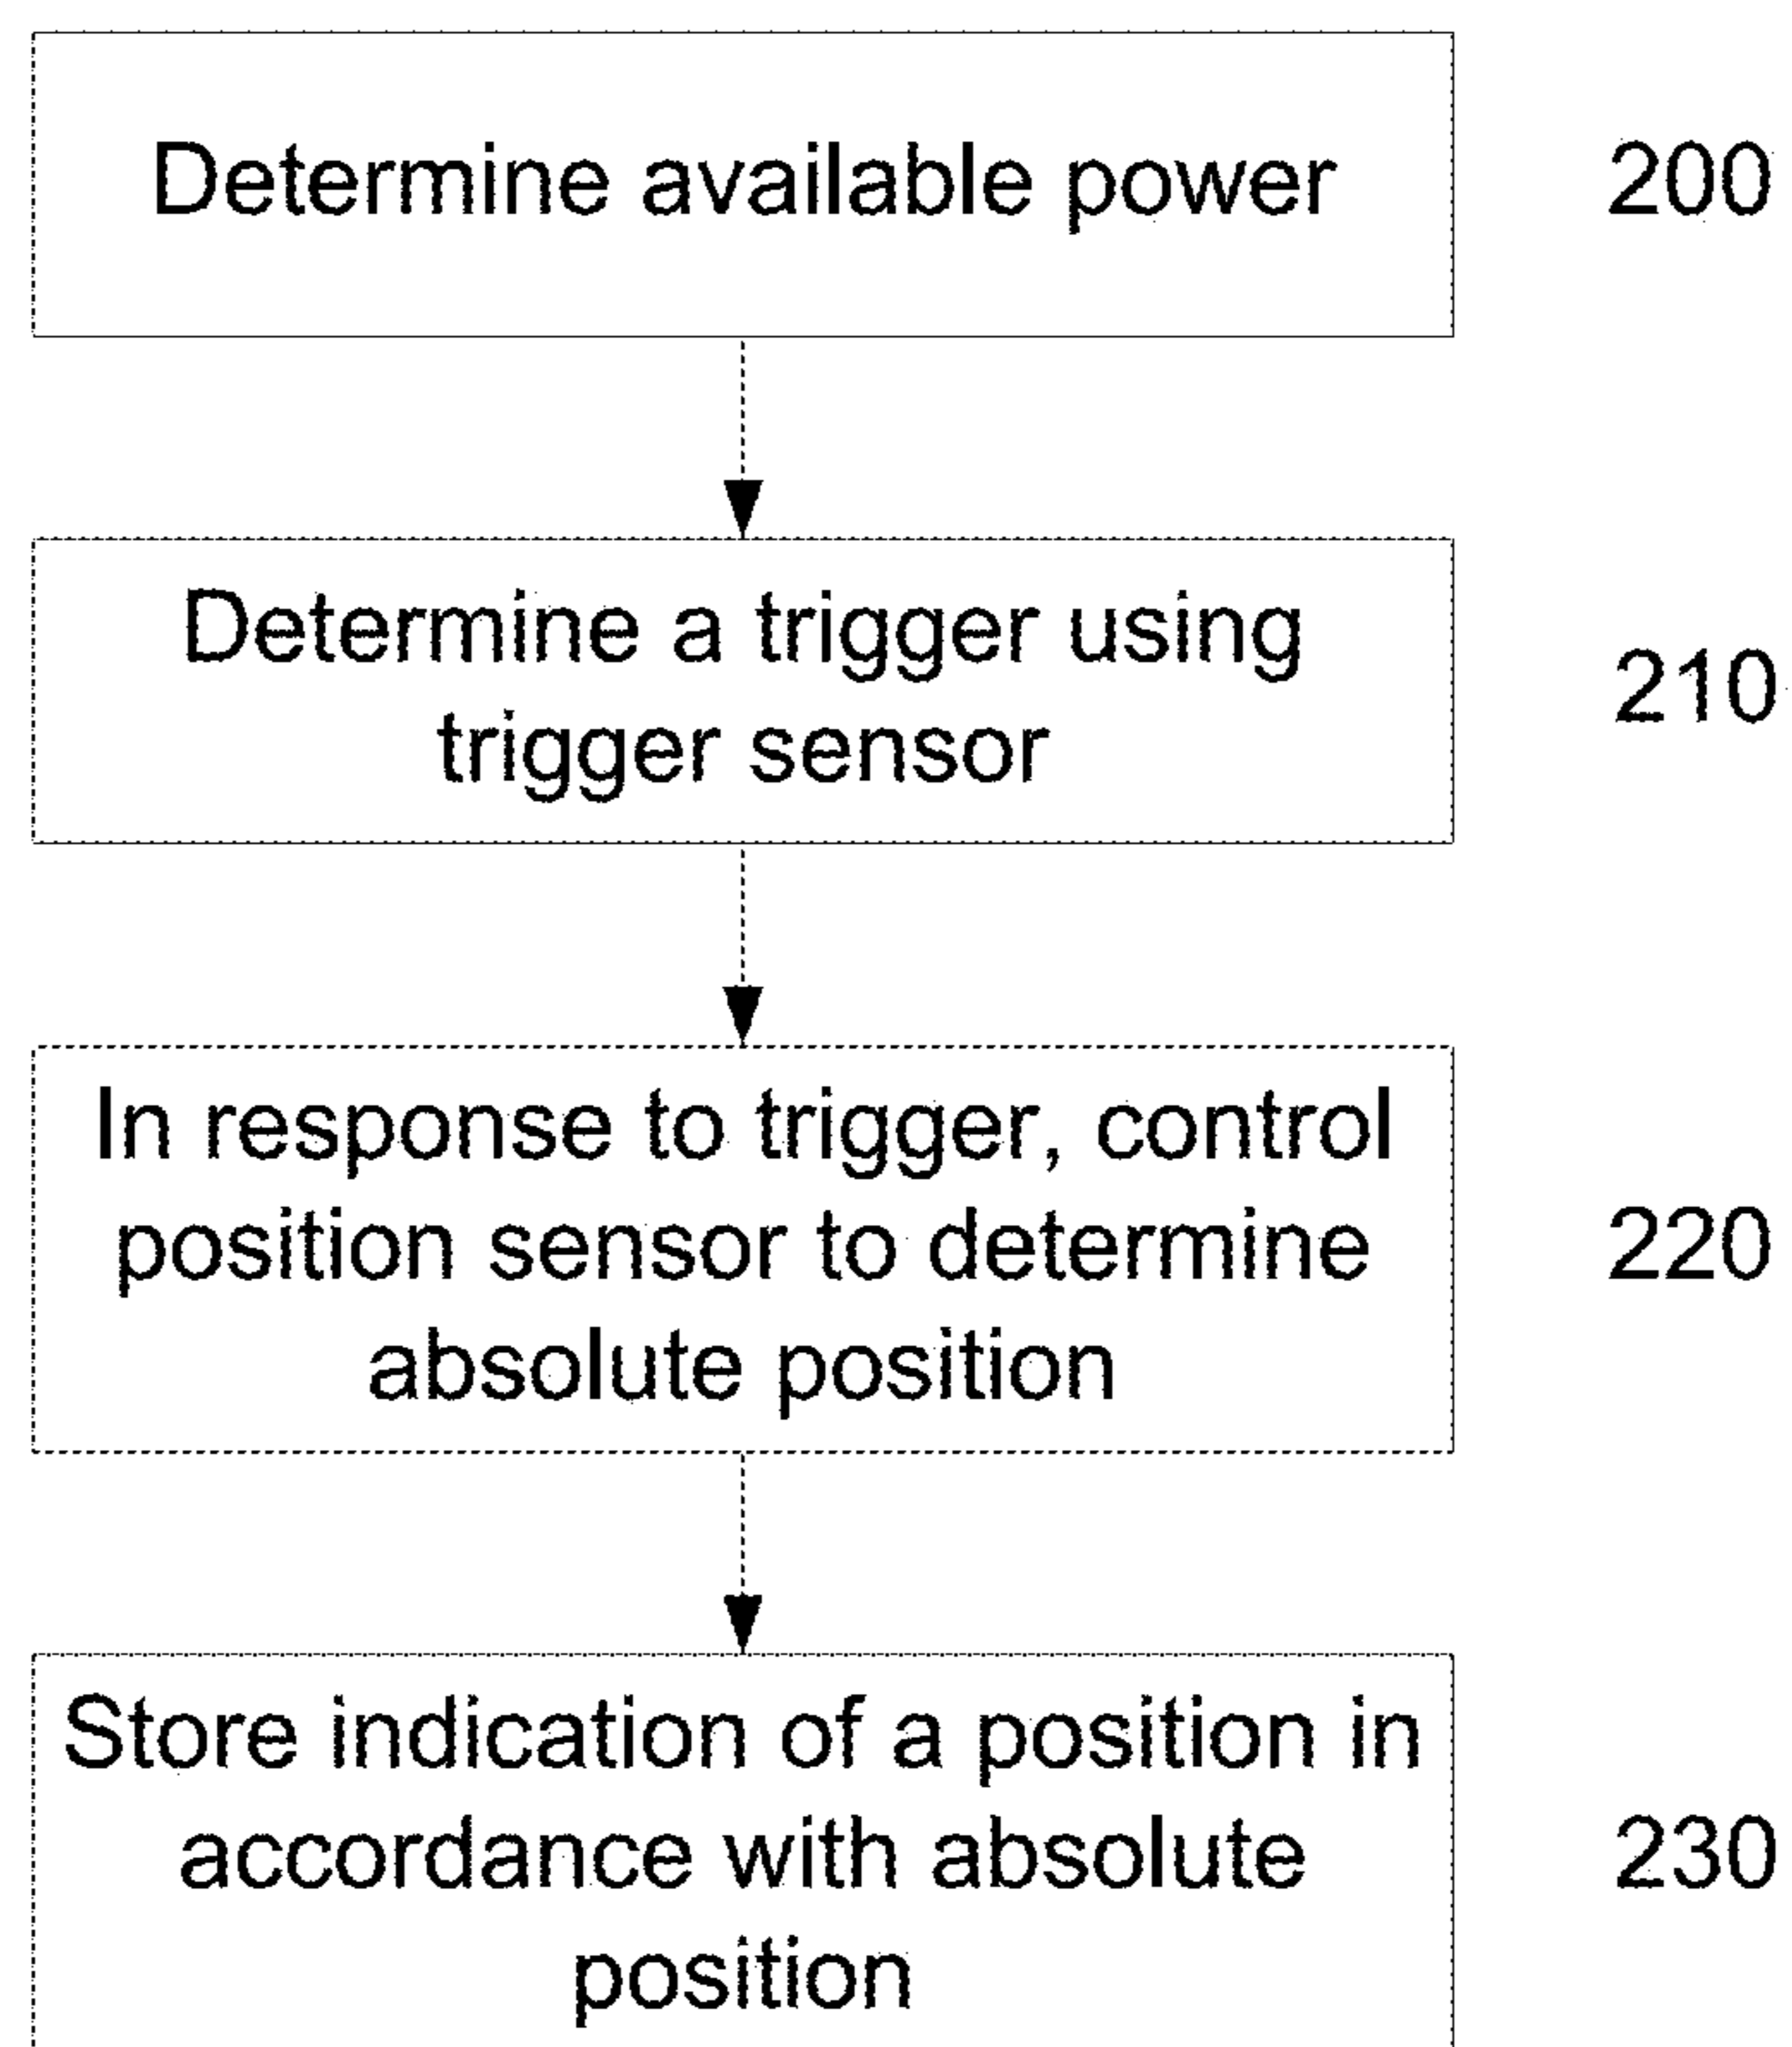 Determine available power
200
Determine a trigger using
trigger sensor
210
In response to trigger, control
position sensor to determine
absolute position
220
Store indication of a position in
accordance with absolute
position
230